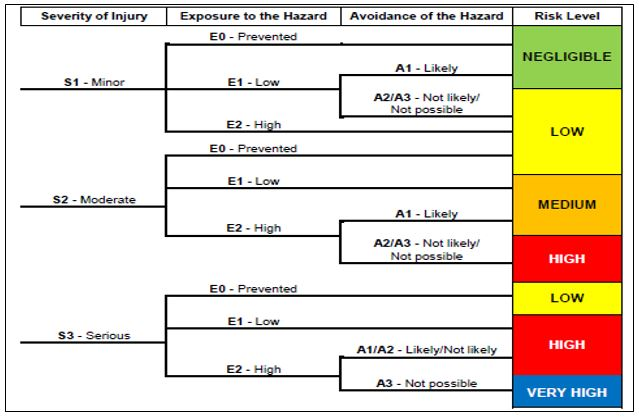 Severity of Injury Exposure to the Hazard Avoidance of the Hazard Risk Level
E0 - Prevented
NEGLIGIBLE
A1 - Likely
S1 - Minor E1 - Low
A2/A3 - Not likely/
Not possible
E2 - High
LOW
E0 - Prevented
E1 - Low
S2 - Moderate
MEDIUM
A1 - Likely
E2 - High
A2/A3 - Not likely/
Not possible
HIGH
E0 - Prevented
LOW
E1 - Low
S3 - Serious
HIGH
A1/A2 - Likely/Not likely
E2 - High
A3 - Not possible
VERY HIGH